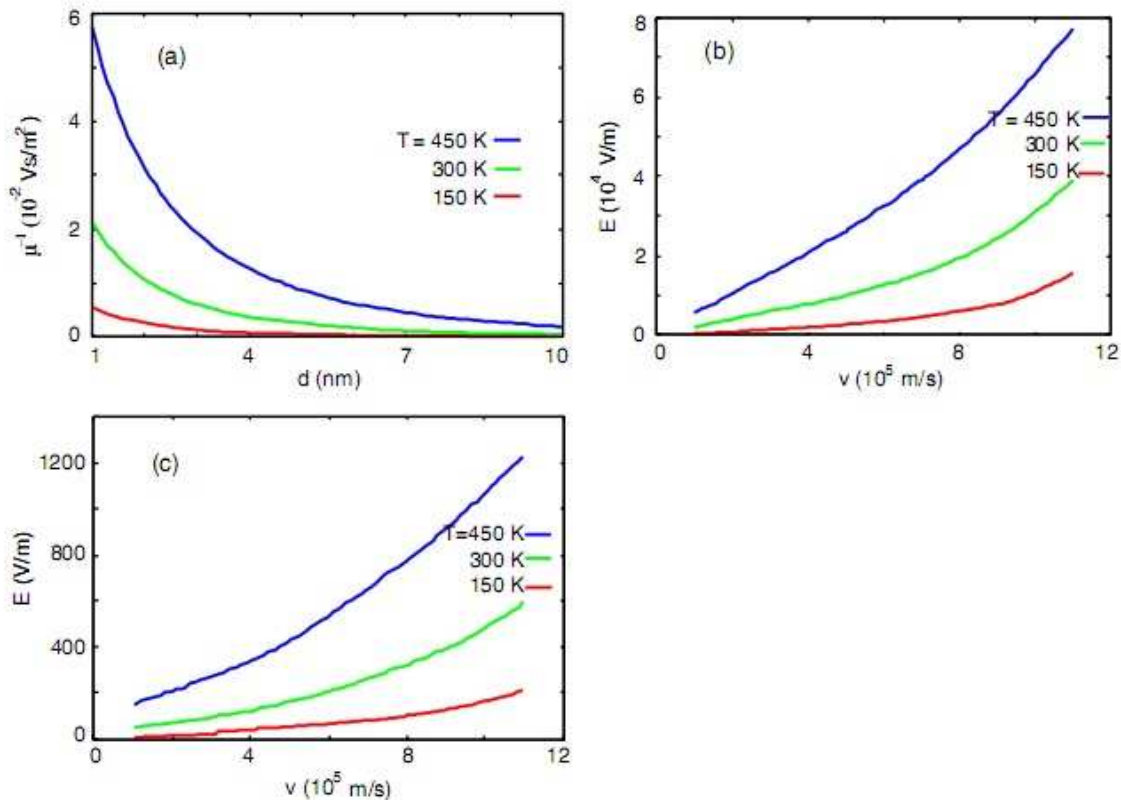 6
4
2
0
(a)
T = 450 K
300 K
150 K
μ⁻¹ (10⁻² Vs/m²)
1
4
7
10
d (nm)
8
6
4
2
0
(b)
T = 450 K
300 K
150 K
E (10⁴ V/m)
0
4
8
12
v (10⁵ m/s)
1200
800
400
0
(c)
T=450 K
300 K
150 K
E (V/m)
0
4
8
12
v (10⁵ m/s)